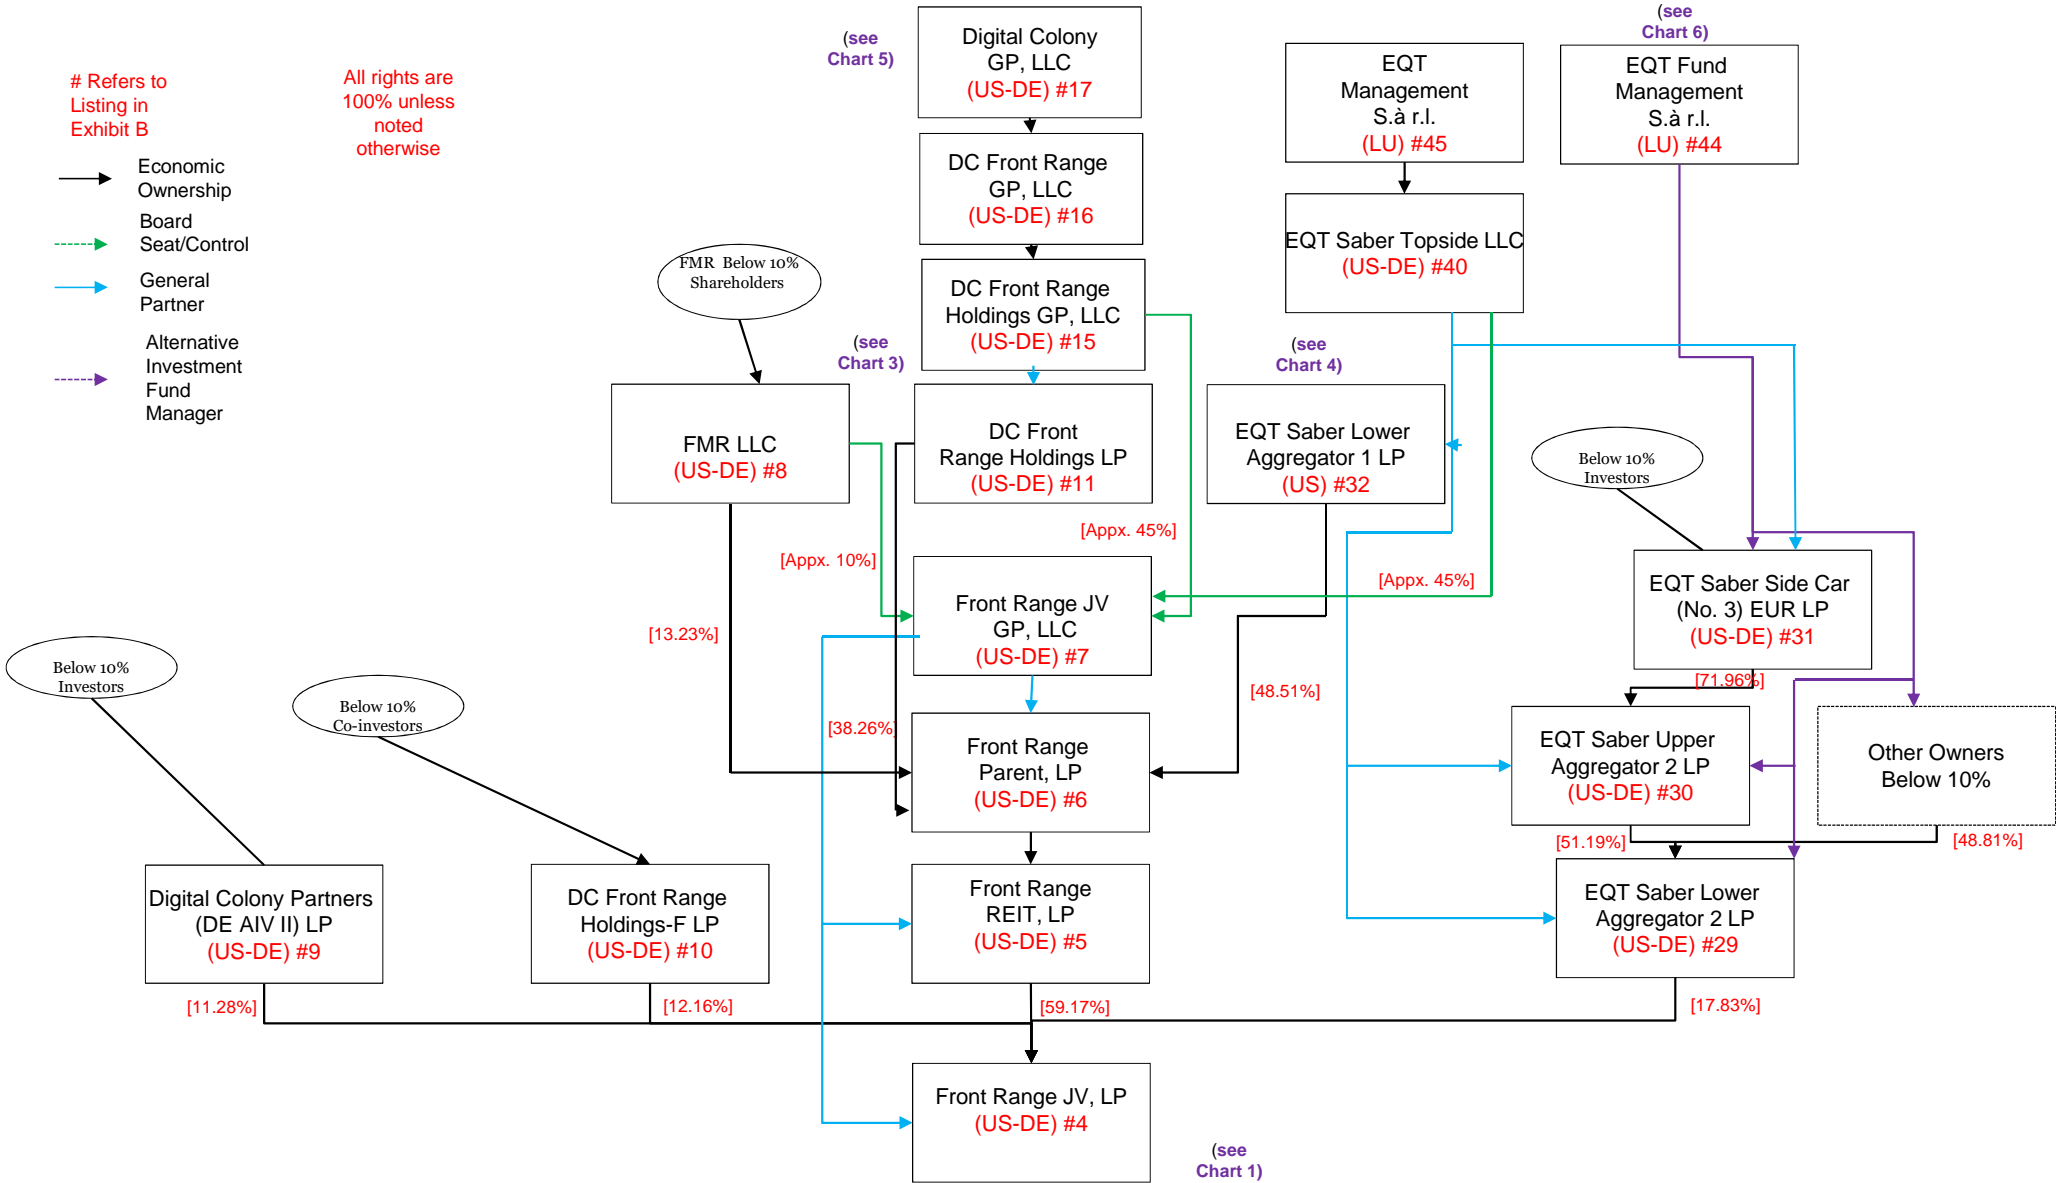 # Refers to
Listing in
Exhibit B
All rights are
100% unless
noted
otherwise
Economic
Ownership
Board
Seat/Control
General
Partner
Alternative
Investment
Fund
Manager
(see
Chart 5)
Digital Colony
GP, LLC
(US-DE) #17
EQT
Management
S.à r.l.
(LU) #45
(see
Chart 6)
EQT Fund
Management
S.à r.l.
(LU) #44
DC Front Range
GP, LLC
(US-DE) #16
EQT Saber Topside LLC
(US-DE) #40
FMR Below 10%
Shareholders
DC Front Range
Holdings GP, LLC
(US-DE) #15
(see
Chart 3)
(see
Chart 4)
FMR LLC
(US-DE) #8
DC Front
Range Holdings LP
(US-DE) #11
EQT Saber Lower
Aggregator 1 LP
(US) #32
Below 10%
Investors
[Appx. 10%]
[Appx. 45%]
[Appx. 45%]
Front Range JV
GP, LLC
(US-DE) #7
EQT Saber Side Car
(No. 3) EUR LP
(US-DE) #31
[13.23%]
[48.51%]
[71.96%]
Below 10%
Investors
Below 10%
Co-investors
[38.26%]
Front Range
Parent, LP
(US-DE) #6
EQT Saber Upper
Aggregator 2 LP
(US-DE) #30
Other Owners
Below 10%
[51.19%]
[48.81%]
Digital Colony Partners
(DE AIV II) LP
(US-DE) #9
DC Front Range
Holdings-F LP
(US-DE) #10
Front Range
REIT, LP
(US-DE) #5
EQT Saber Lower
Aggregator 2 LP
(US-DE) #29
[11.28%]
[12.16%]
[59.17%]
[17.83%]
Front Range JV, LP
(US-DE) #4
(see
Chart 1)